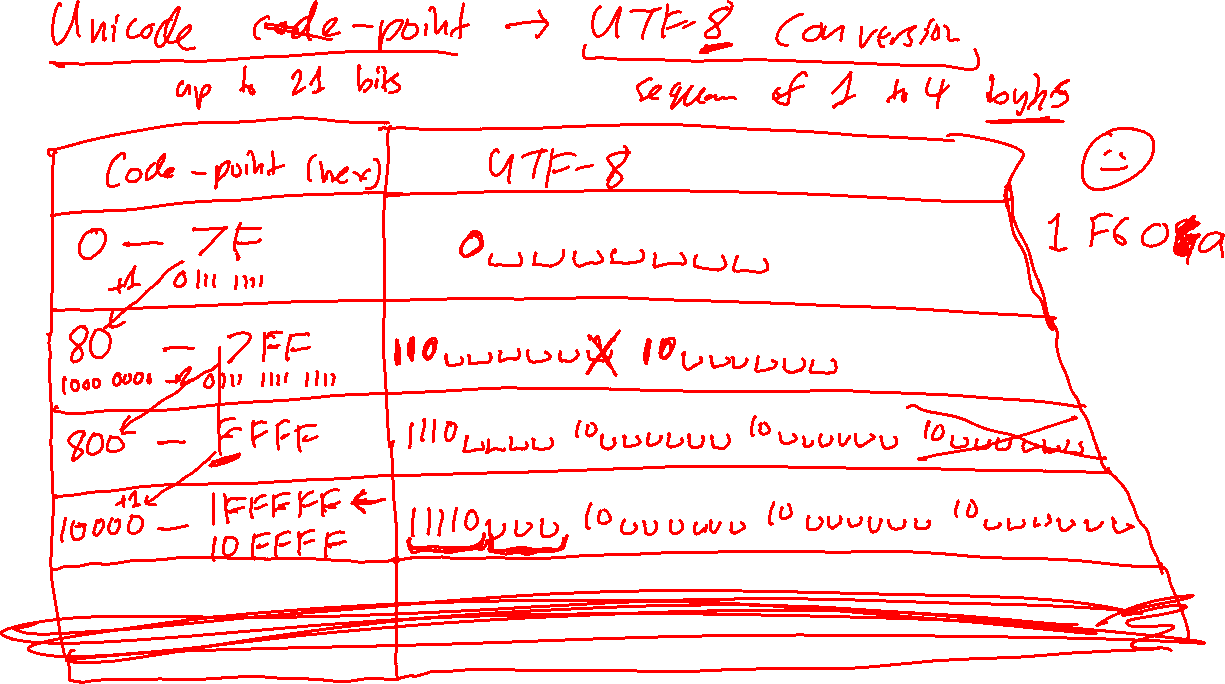 Unicode code-point → UTF-8 conversion
up to 21 bits
sequen of 1 to 4 bytes
Code-point (hex) UTF-8
0 — 7F 0␣␣␣␣␣␣␣
+1 0111 1111
1F60a
80 — 7FF 110␣␣␣␣␣ 10␣␣␣␣␣␣
1000 0000 0111 1111 1111
800 — FFFF 1110␣␣␣␣ 10␣␣␣␣␣␣ 10␣␣␣␣␣␣ 10␣␣␣␣␣␣
+1
10000 — 1FFFFF ← 11110␣␣␣ 10␣␣␣␣␣␣ 10␣␣␣␣␣␣ 10␣␣␣␣␣␣
10FFFF